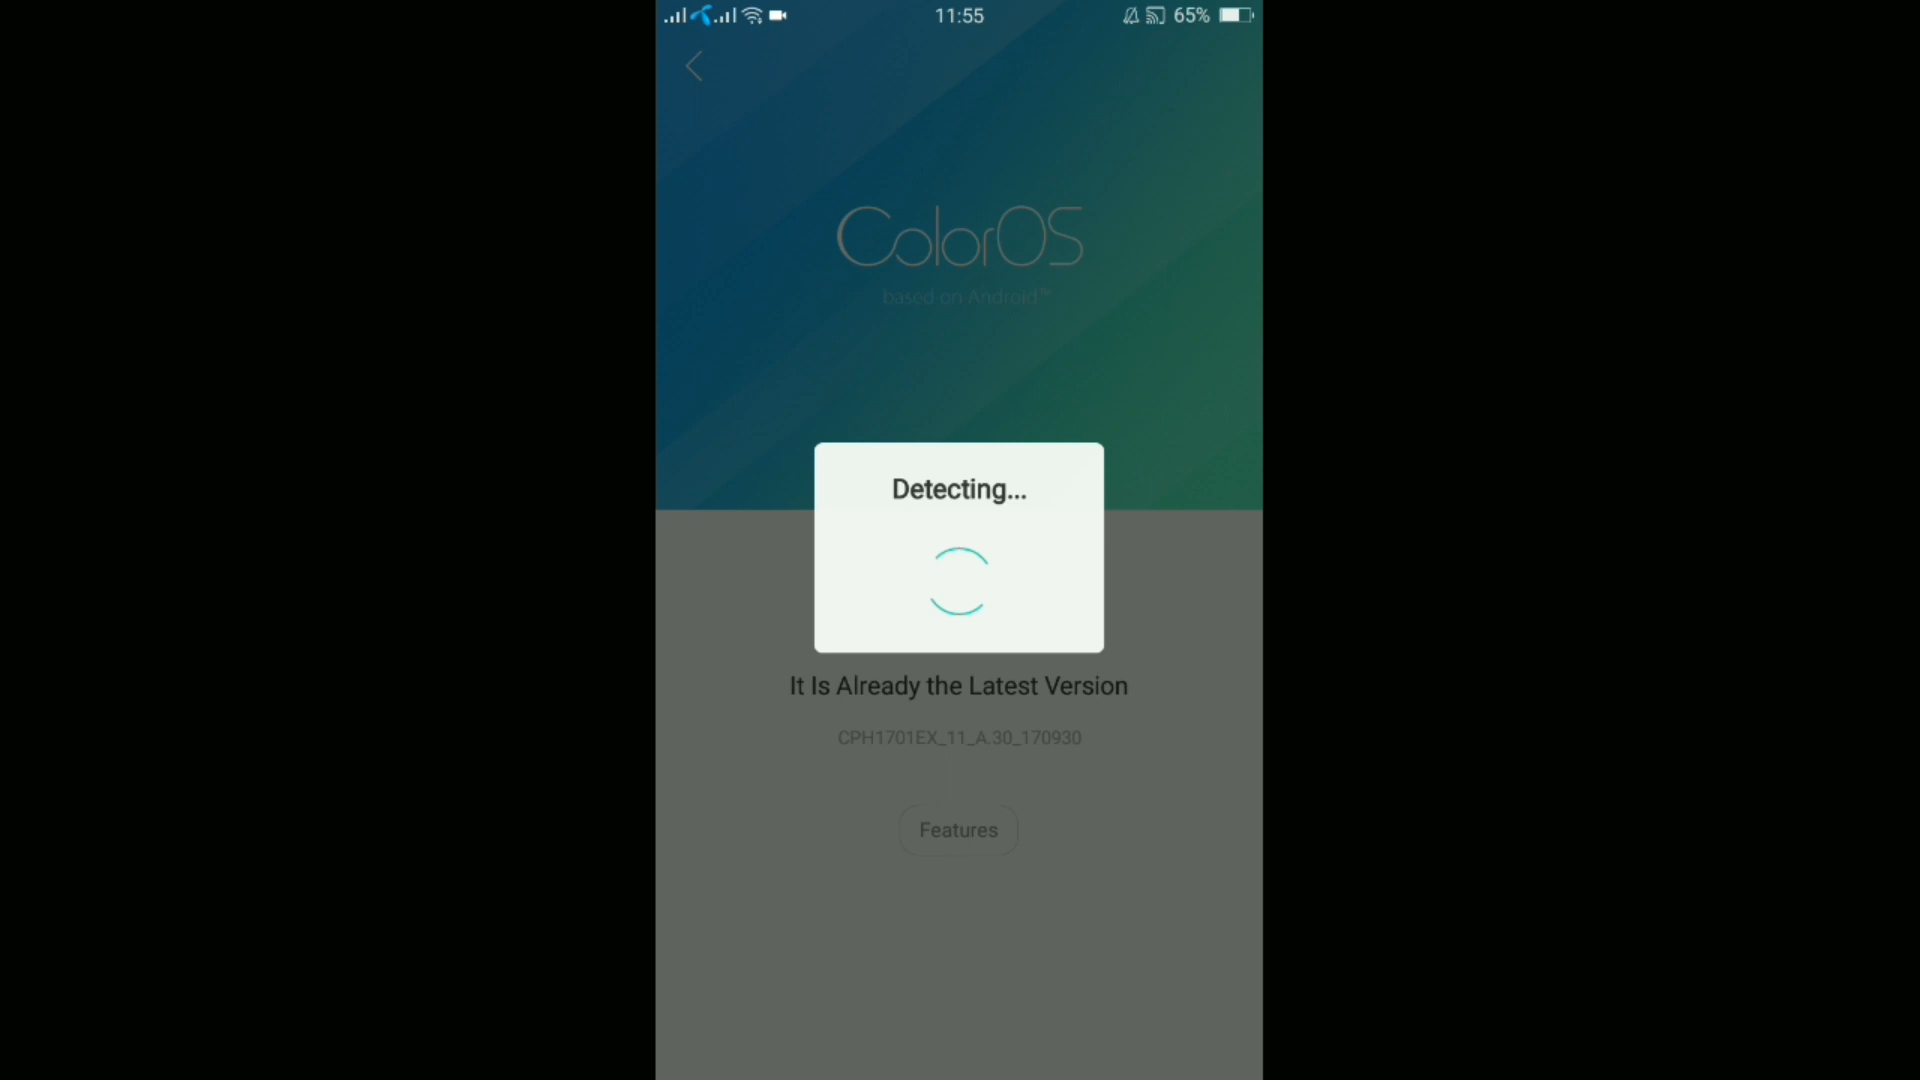 11:55
65%
ColorOS
based on Android™
Detecting...
It Is Already the Latest Version
CPH1701EX_11_A.30_170930
Features